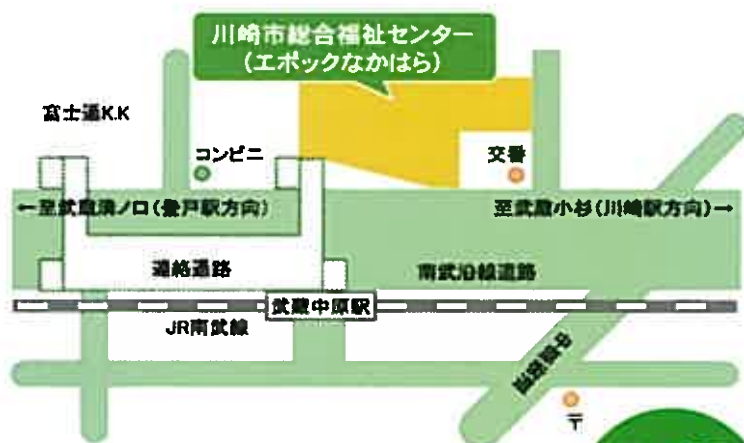 川崎市総合福祉センター
(エポックなかはら)
富士通K.K
コンビニ
交番
←至武蔵溝ノロ(登戸駅方向)
至武蔵小杉(川崎駅方向)→
連絡通路
南武沿線道路
武蔵中原駅
JR南武線
〒